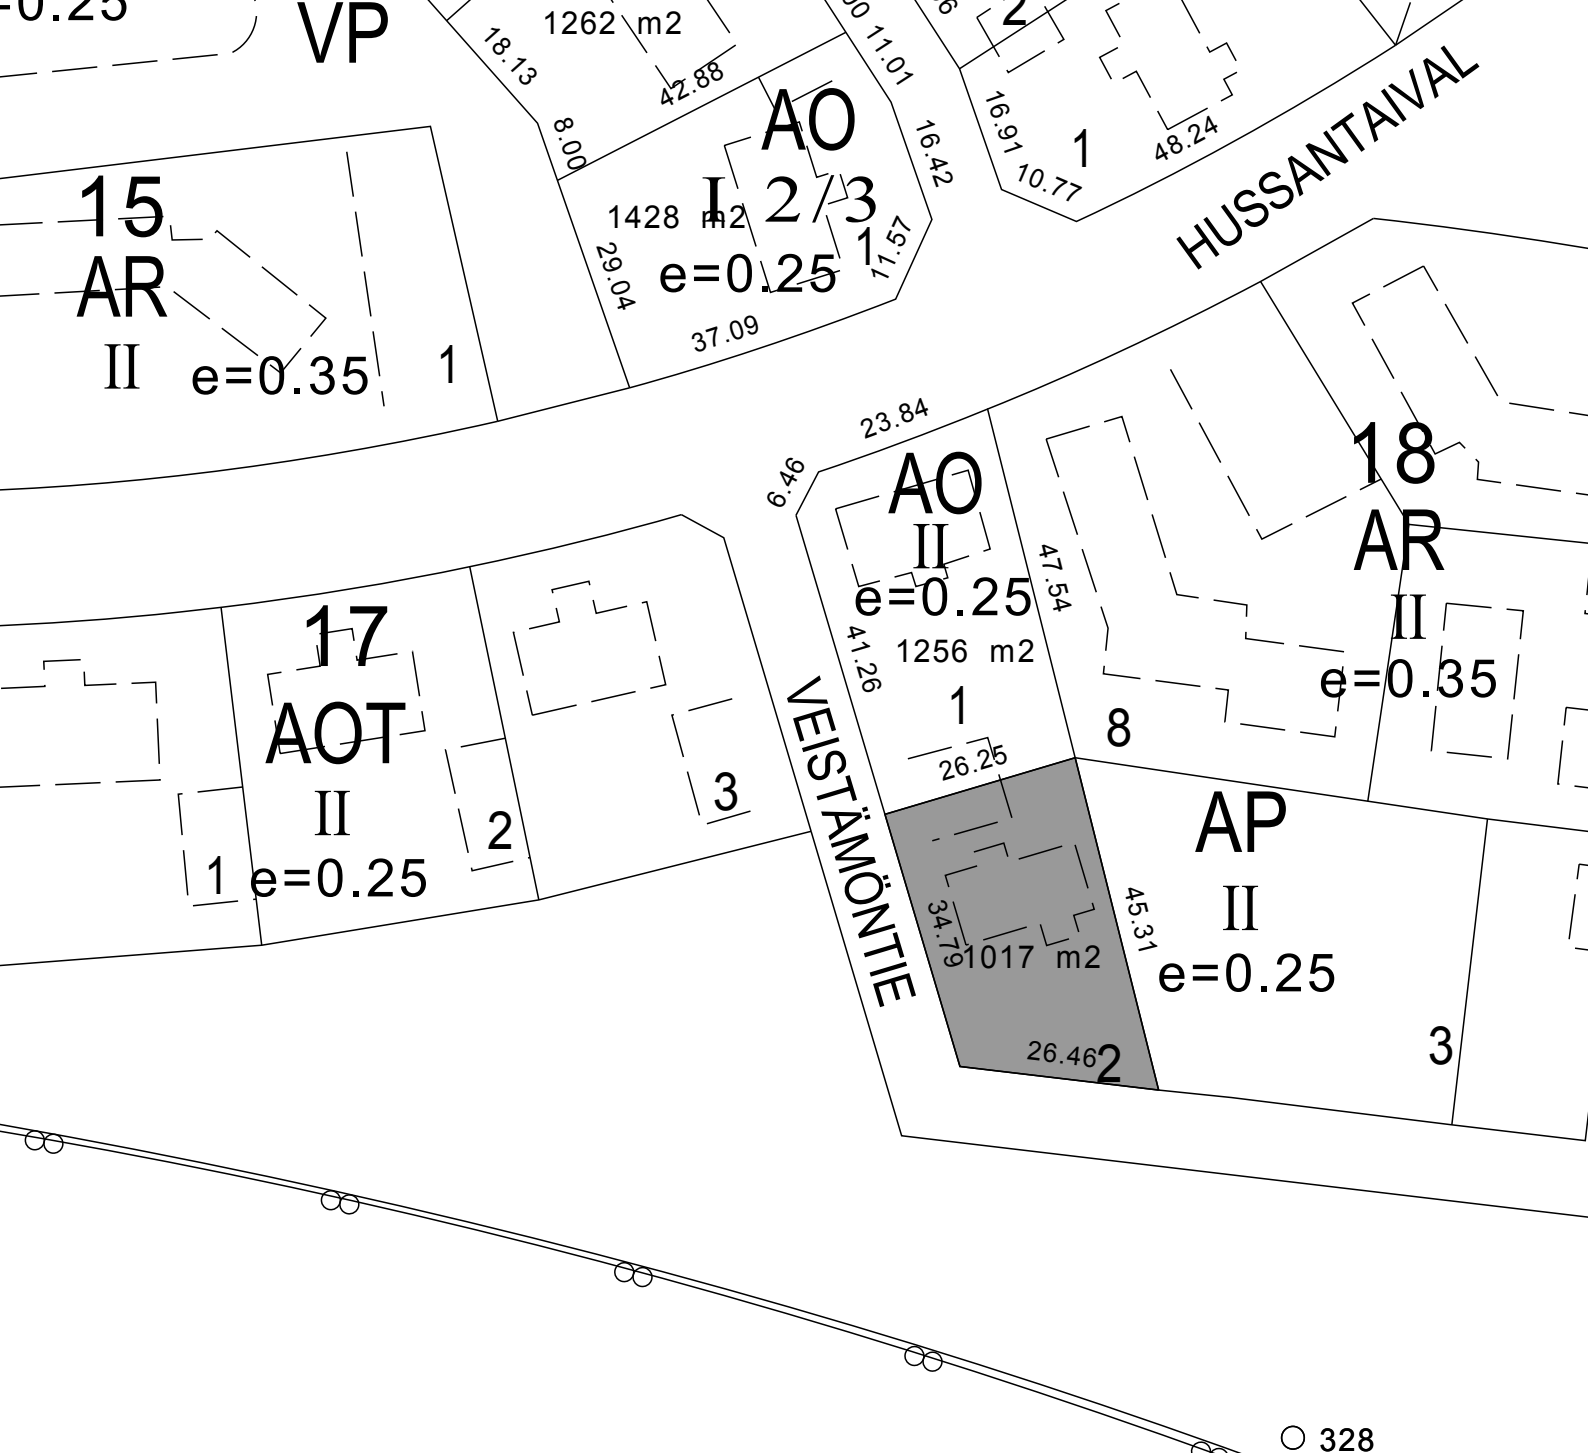 VP
18.13
1262 m2
42.88
8.00
11.01
2
16.91
1
48.24
10.77
HUSSANTAIVAL
AO
I 2/3
1428 m2
e=0.25
1
16.42
11.57
29.04
37.09
15
AR
II
e=0.35
1
23.84
6.46
AO
II
e=0.25
1256 m2
1
41.26
47.54
26.25
18
AR
II
e=0.35
8
17
AOT
II
e=0.25
1
2
3
VEISTÄMÖNTIE
34.79
1017 m2
45.31
26.46
2
AP
II
e=0.25
3
328